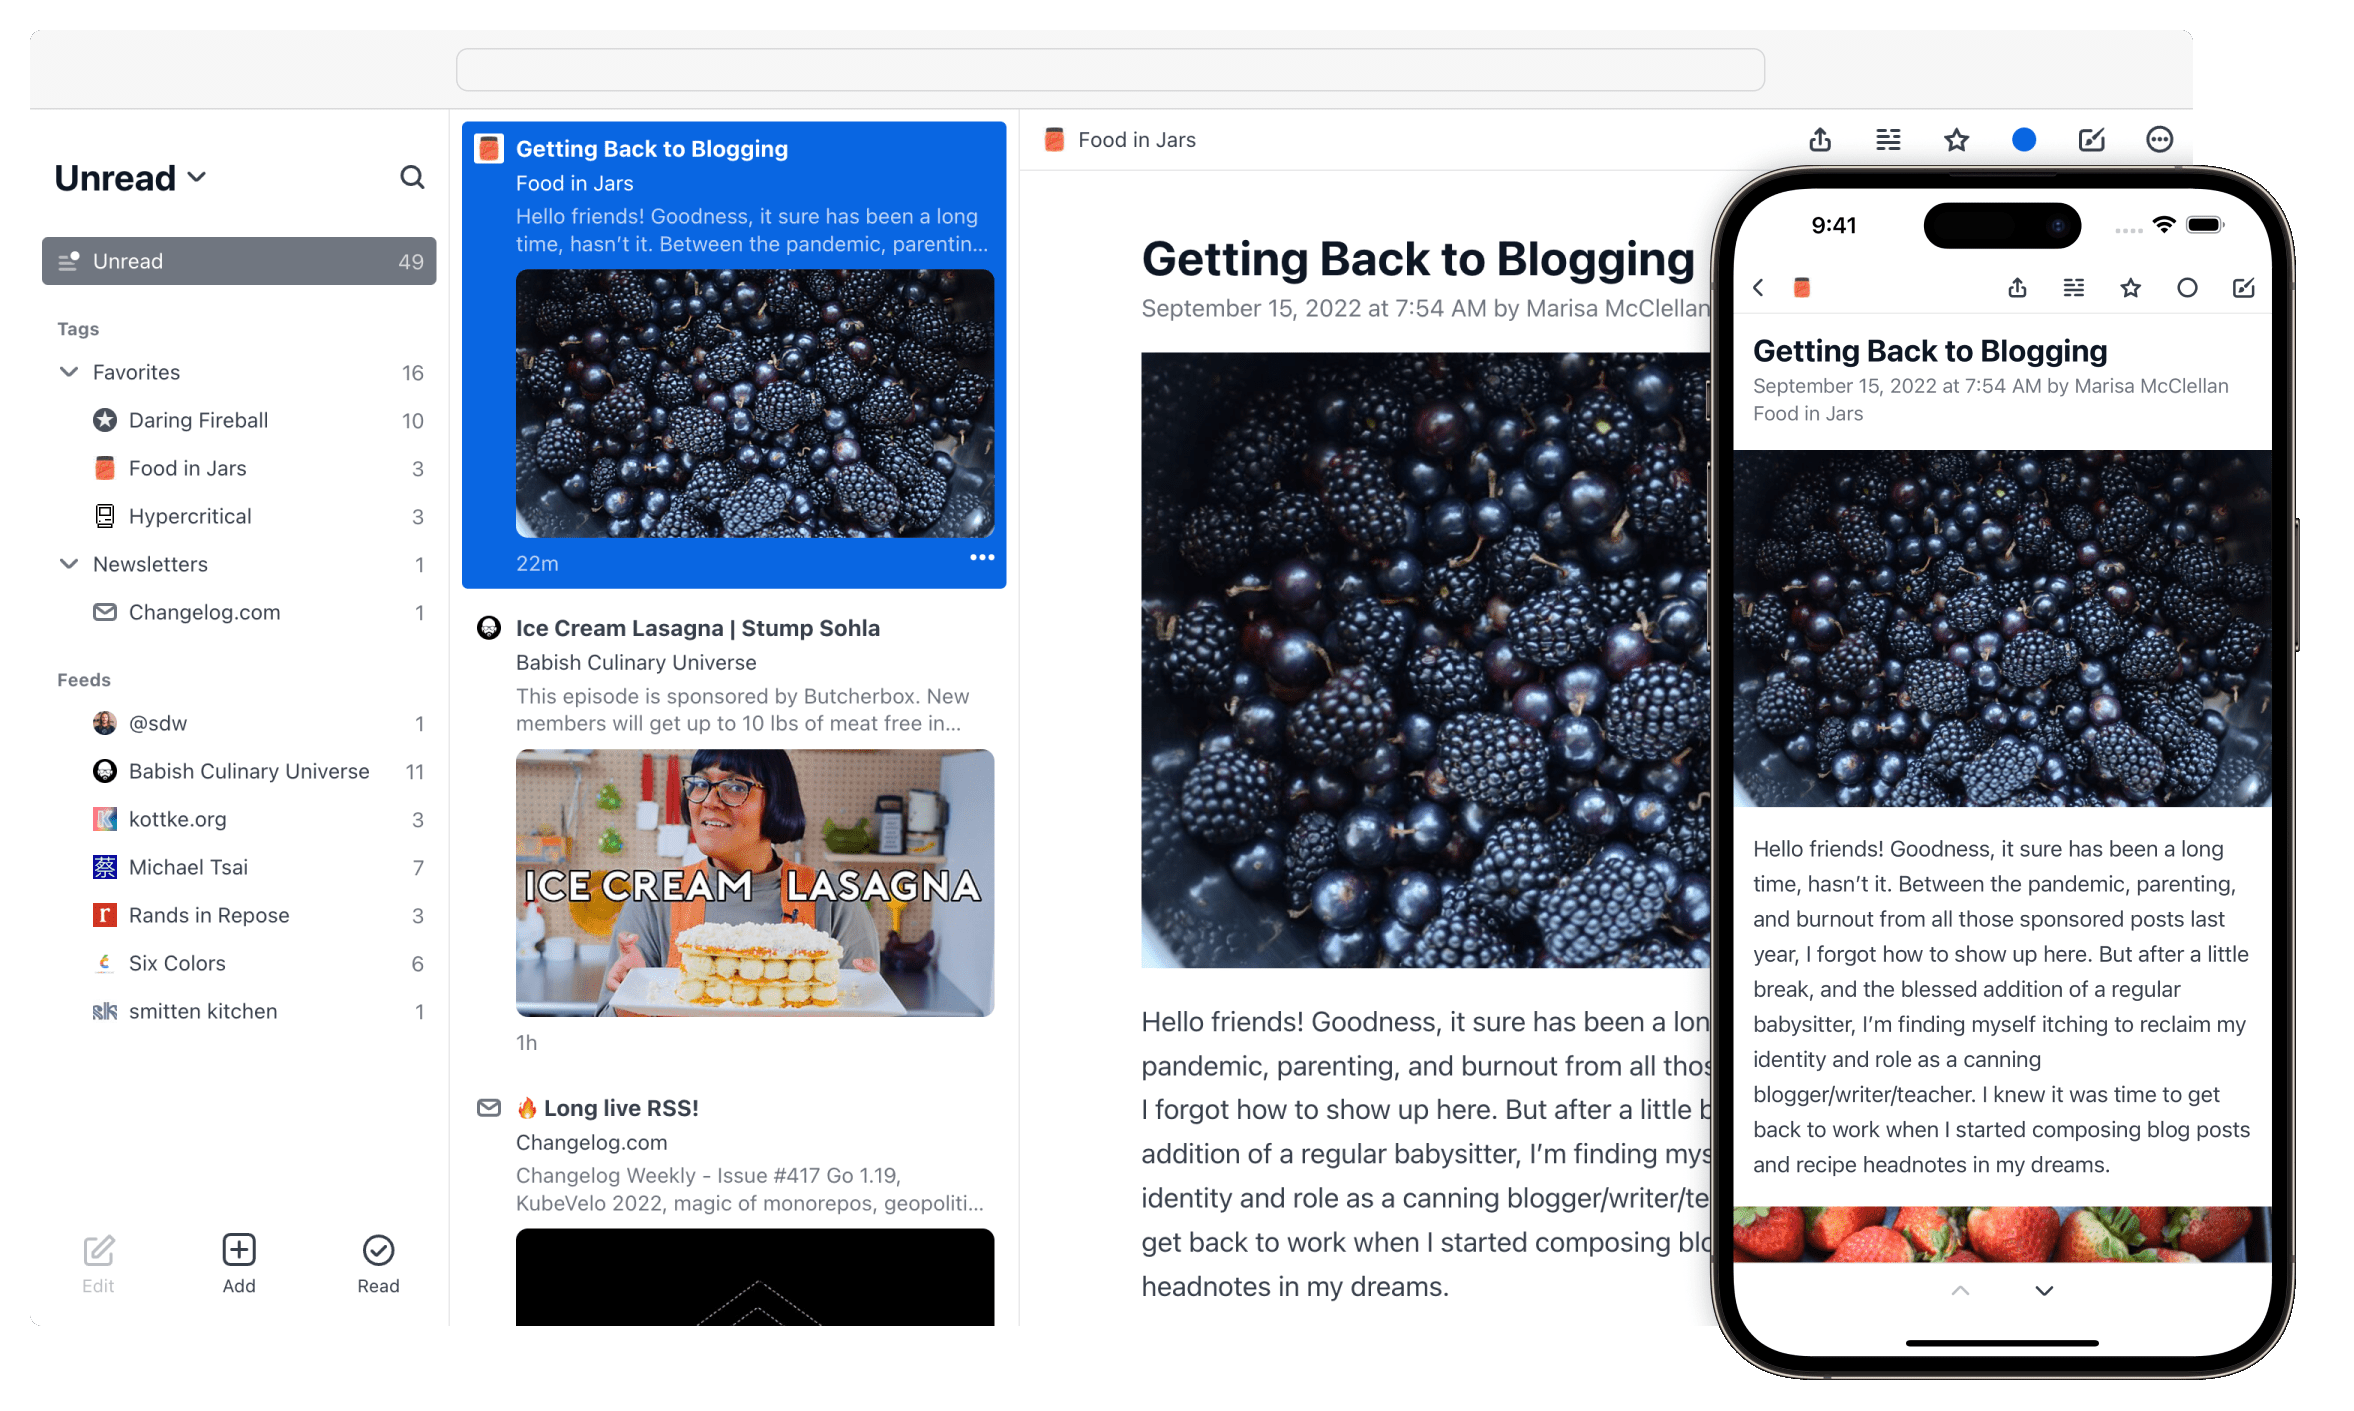 Unread
Unread 49
Tags
Favorites 16
Daring Fireball 10
Food in Jars 3
Hypercritical 3
Newsletters 1
Changelog.com 1
Feeds
@sdw 1
Babish Culinary Universe 11
kottke.org 3
蔡 Michael Tsai 7
r Rands in Repose 3
Six Colors 6
sk smitten kitchen 1
Edit Add Read
Getting Back to Blogging
Food in Jars
Hello friends! Goodness, it sure has been a long
time, hasn’t it. Between the pandemic, parentin...
22m
Ice Cream Lasagna | Stump Sohla
Babish Culinary Universe
This episode is sponsored by Butcherbox. New
members will get up to 10 lbs of meat free in...
ICE CREAM LASAGNA
1h
🔥 Long live RSS!
Changelog.com
Changelog Weekly - Issue #417 Go 1.19,
KubeVelo 2022, magic of monorepos, geopoliti...
Food in Jars
Getting Back to Blogging
September 15, 2022 at 7:54 AM by Marisa McClellan
Hello friends! Goodness, it sure has been a lon
pandemic, parenting, and burnout from all thos
I forgot how to show up here. But after a little b
addition of a regular babysitter, I’m finding mys
identity and role as a canning blogger/writer/te
get back to work when I started composing blo
headnotes in my dreams.
9:41
Getting Back to Blogging
September 15, 2022 at 7:54 AM by Marisa McClellan
Food in Jars
Hello friends! Goodness, it sure has been a long
time, hasn’t it. Between the pandemic, parenting,
and burnout from all those sponsored posts last
year, I forgot how to show up here. But after a little
break, and the blessed addition of a regular
babysitter, I’m finding myself itching to reclaim my
identity and role as a canning
blogger/writer/teacher. I knew it was time to get
back to work when I started composing blog posts
and recipe headnotes in my dreams.